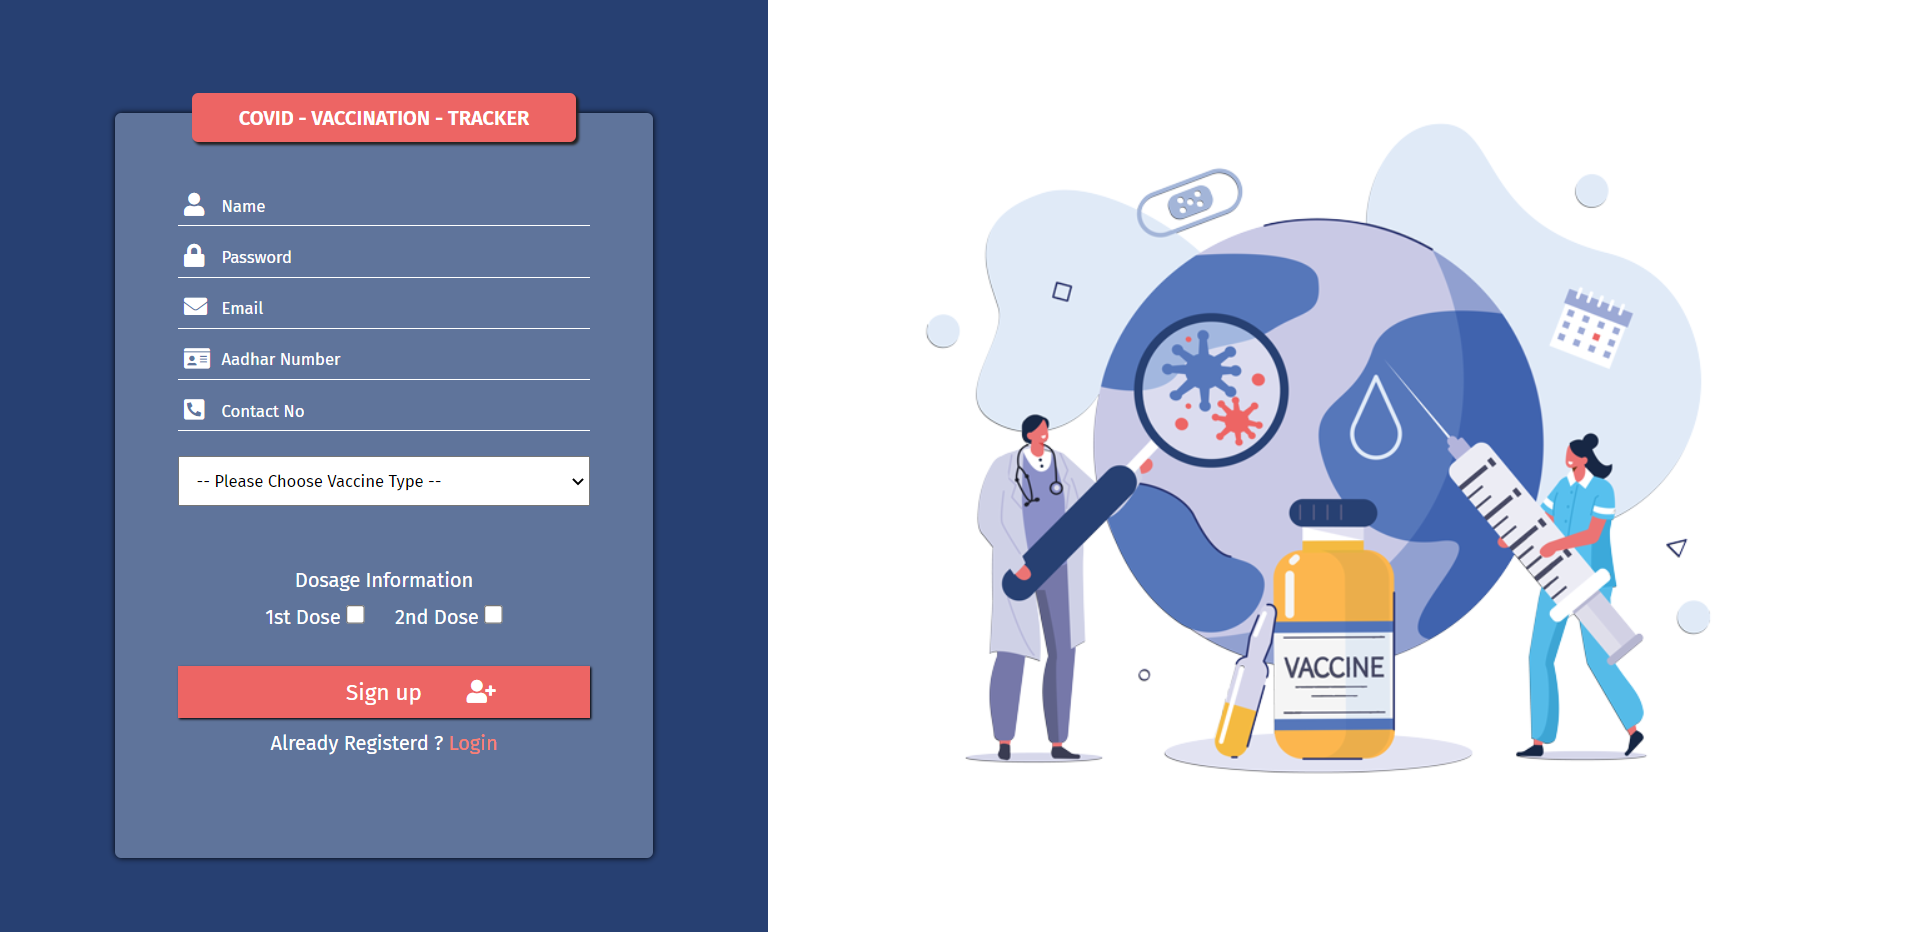 COVID - VACCINATION - TRACKER
Name
Password
Email
Aadhar Number
Contact No
-- Please Choose Vaccine Type --
Dosage Information
1st Dose 2nd Dose
Sign up
Already Registerd ? Login
VACCINE